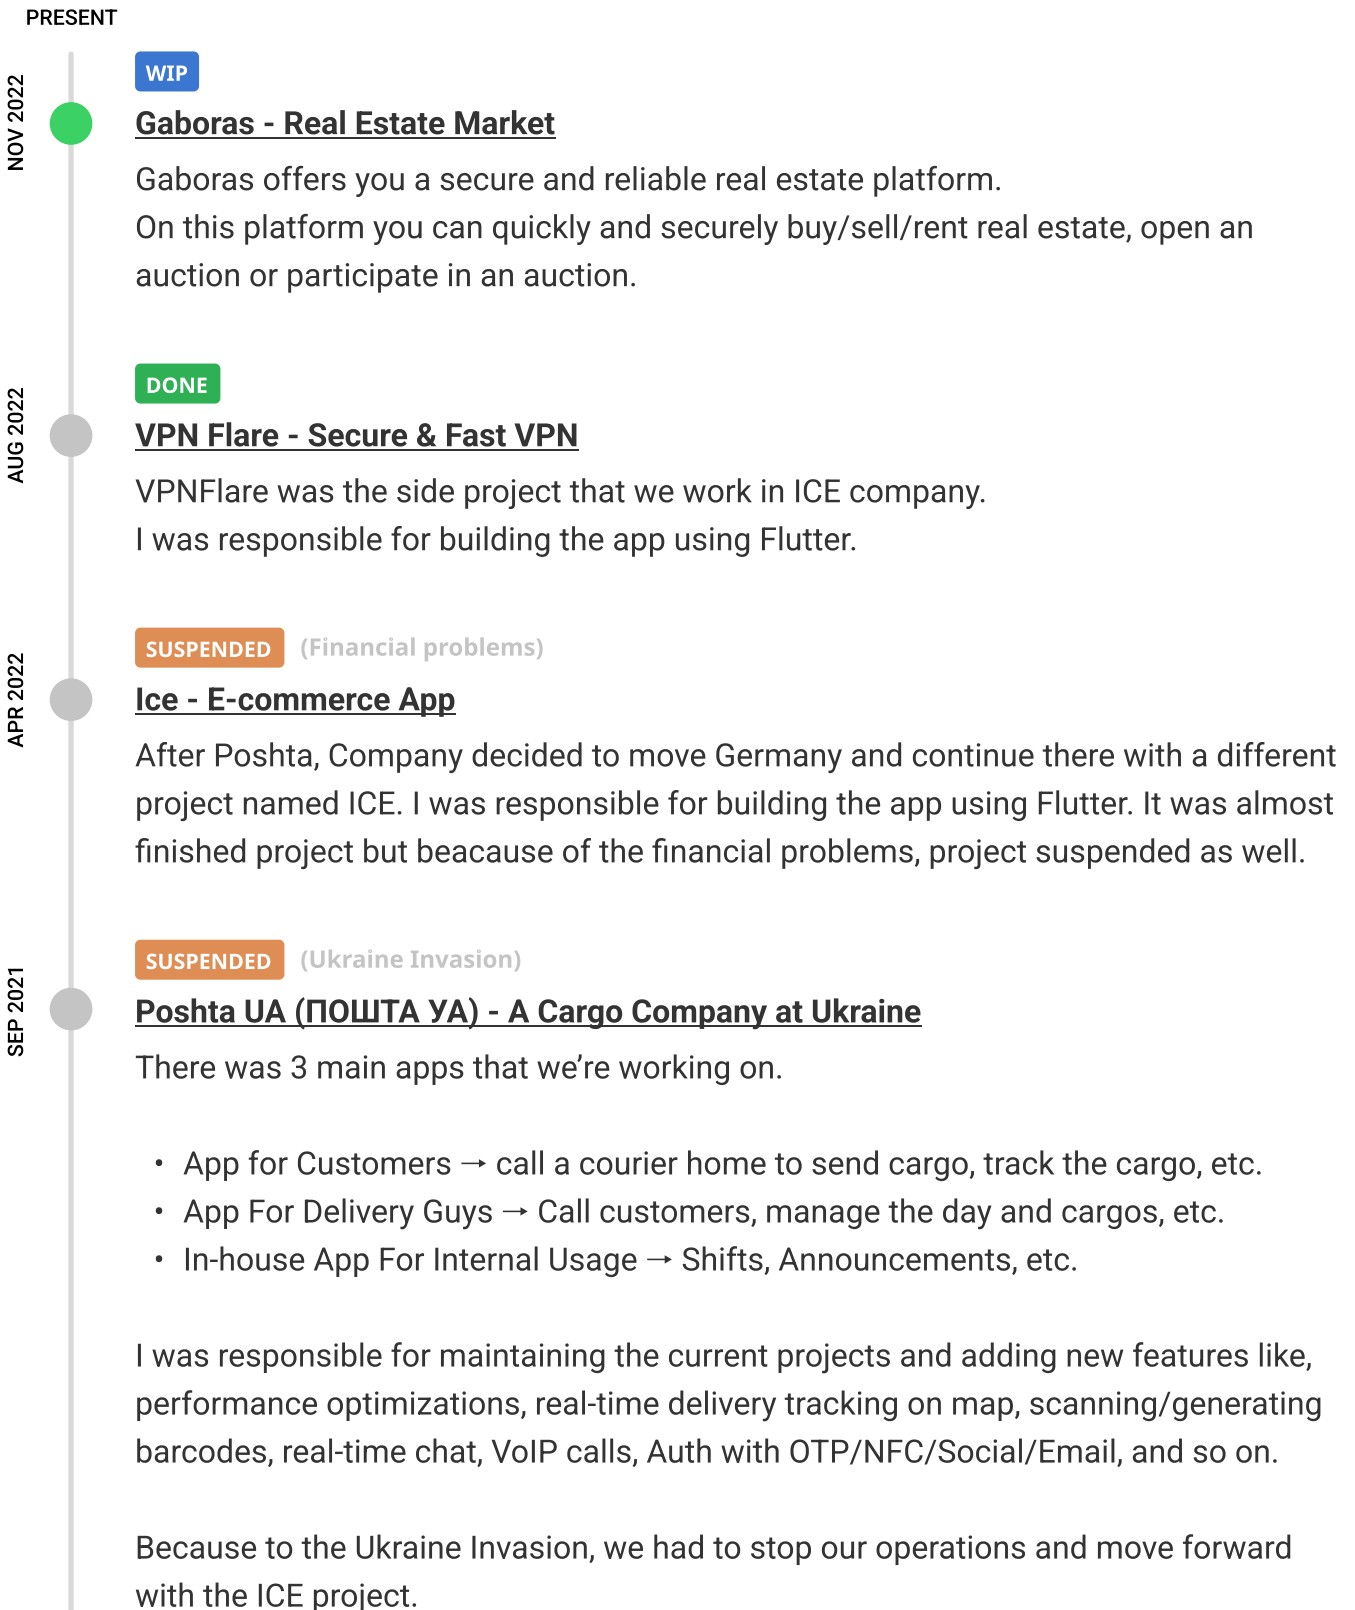 PRESENT
NOV 2022
WIP
Gaboras - Real Estate Market
Gaboras offers you a secure and reliable real estate platform.
On this platform you can quickly and securely buy/sell/rent real estate, open an
auction or participate in an auction.
AUG 2022
DONE
VPN Flare - Secure & Fast VPN
VPNFlare was the side project that we work in ICE company.
I was responsible for building the app using Flutter.
APR 2022
SUSPENDED (Financial problems)
Ice - E-commerce App
After Poshta, Company decided to move Germany and continue there with a different
project named ICE. I was responsible for building the app using Flutter. It was almost
finished project but beacause of the financial problems, project suspended as well.
SEP 2021
SUSPENDED (Ukraine Invasion)
Poshta UA (ПОШТА УА) - A Cargo Company at Ukraine
There was 3 main apps that we’re working on.
• App for Customers → call a courier home to send cargo, track the cargo, etc.
• App For Delivery Guys → Call customers, manage the day and cargos, etc.
• In-house App For Internal Usage → Shifts, Announcements, etc.
I was responsible for maintaining the current projects and adding new features like,
performance optimizations, real-time delivery tracking on map, scanning/generating
barcodes, real-time chat, VoIP calls, Auth with OTP/NFC/Social/Email, and so on.
Because to the Ukraine Invasion, we had to stop our operations and move forward
with the ICE project.